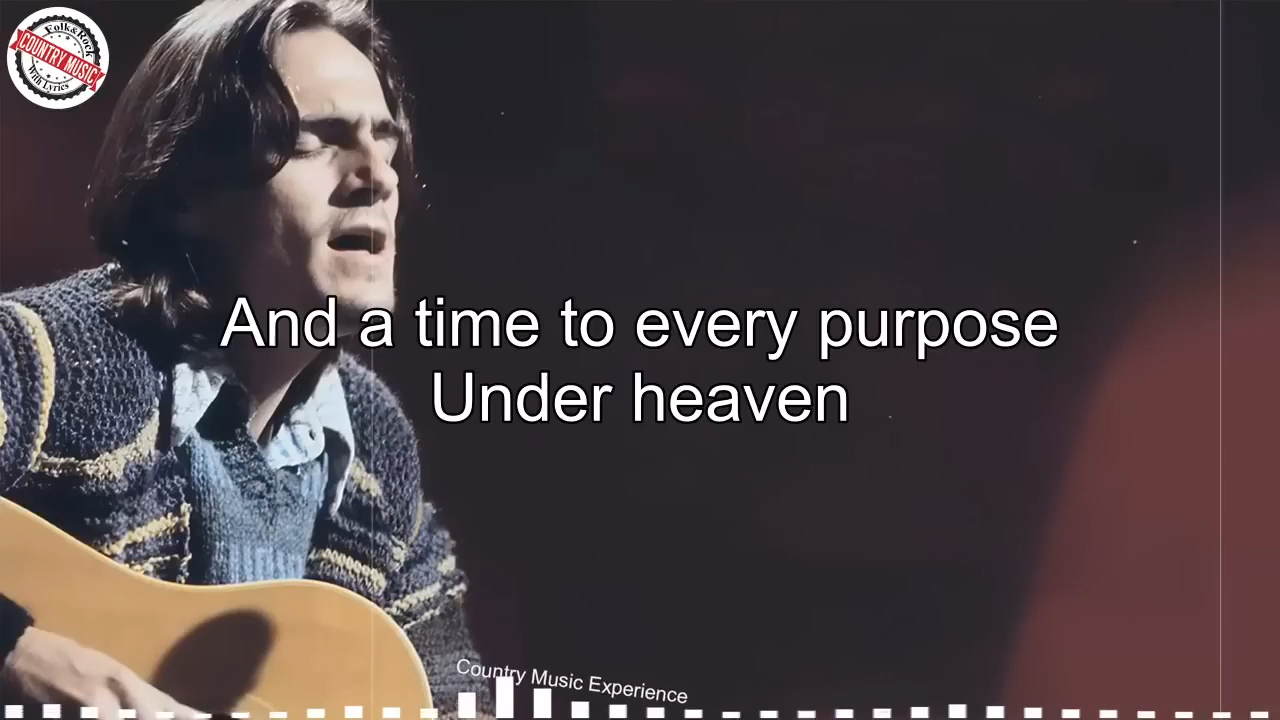 Folk&Rock
COUNTRY MUSIC
With Lyrics
And a time to every purpose
Under heaven
Country Music Experience